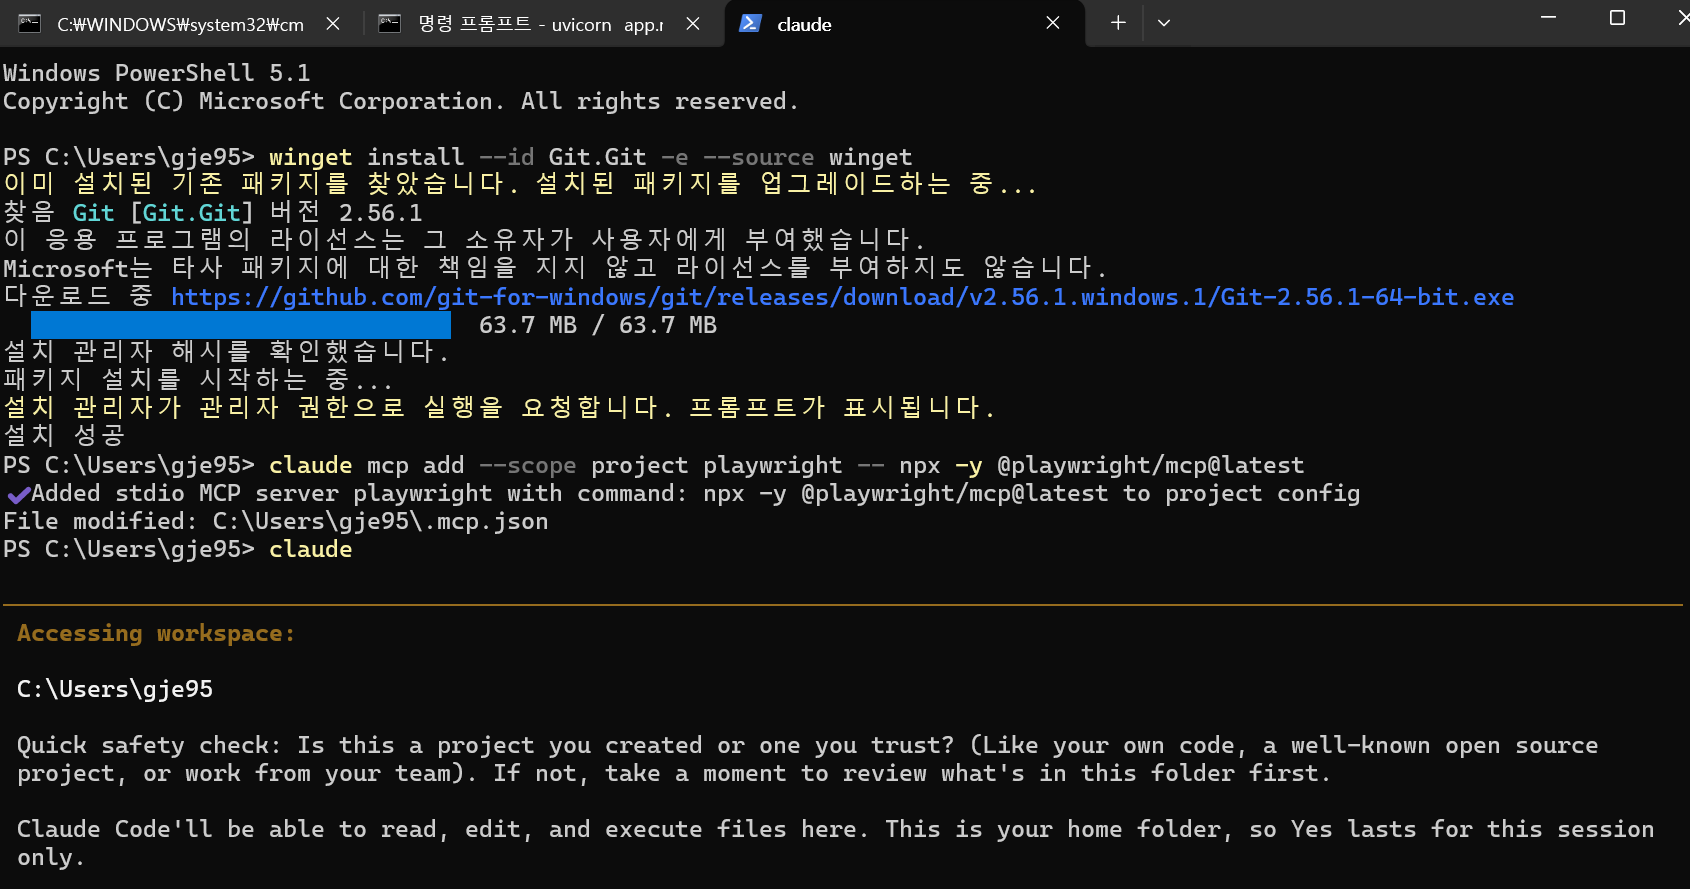 C:₩WINDOWS₩system32₩cm
명령 프롬프트 - uvicorn app.r
claude
Windows PowerShell 5.1
Copyright (C) Microsoft Corporation. All rights reserved.
PS C:\Users\gje95> winget install --id Git.Git -e --source winget
이미 설치된 기존 패키지를 찾았습니다. 설치된 패키지를 업그레이드하는 중...
찾음 Git [Git.Git] 버전 2.56.1
이 응용 프로그램의 라이선스는 그 소유자가 사용자에게 부여했습니다.
Microsoft는 타사 패키지에 대한 책임을 지지 않고 라이선스를 부여하지도 않습니다.
다운로드 중 https://github.com/git-for-windows/git/releases/download/v2.56.1.windows.1/Git-2.56.1-64-bit.exe
63.7 MB / 63.7 MB
설치 관리자 해시를 확인했습니다.
패키지 설치를 시작하는 중...
설치 관리자가 관리자 권한으로 실행을 요청합니다. 프롬프트가 표시됩니다.
설치 성공
PS C:\Users\gje95> claude mcp add --scope project playwright -- npx -y @playwright/mcp@latest
✔Added stdio MCP server playwright with command: npx -y @playwright/mcp@latest to project config
File modified: C:\Users\gje95\.mcp.json
PS C:\Users\gje95> claude
Accessing workspace:
C:\Users\gje95
Quick safety check: Is this a project you created or one you trust? (Like your own code, a well-known open source
project, or work from your team). If not, take a moment to review what's in this folder first.
Claude Code'll be able to read, edit, and execute files here. This is your home folder, so Yes lasts for this session
only.